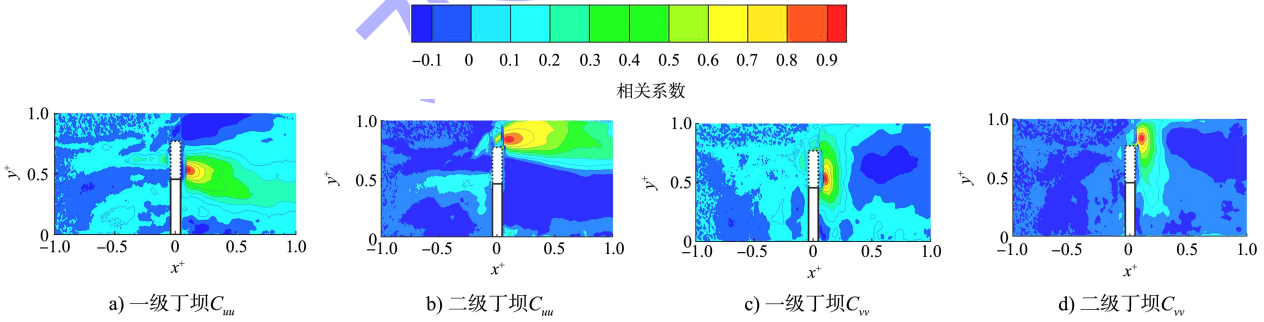 −0.1 0 0.1 0.2 0.3 0.4 0.5 0.6 0.7 0.8 0.9
相关系数
1.0 1.0 1.0 1.0
y⁺ 0.5 y⁺ 0.5 y⁺ 0.5 y⁺ 0.5
0 0 0 0
−1.0 −0.5 0 0.5 1.0 −1.0 −0.5 0 0.5 1.0 −1.0 −0.5 0 0.5 1.0 −1.0 −0.5 0 0.5 1.0
x⁺ x⁺ x⁺ x⁺
a) 一级丁坝Cuu b) 二级丁坝Cuu c) 一级丁坝Cvv d) 二级丁坝Cvv